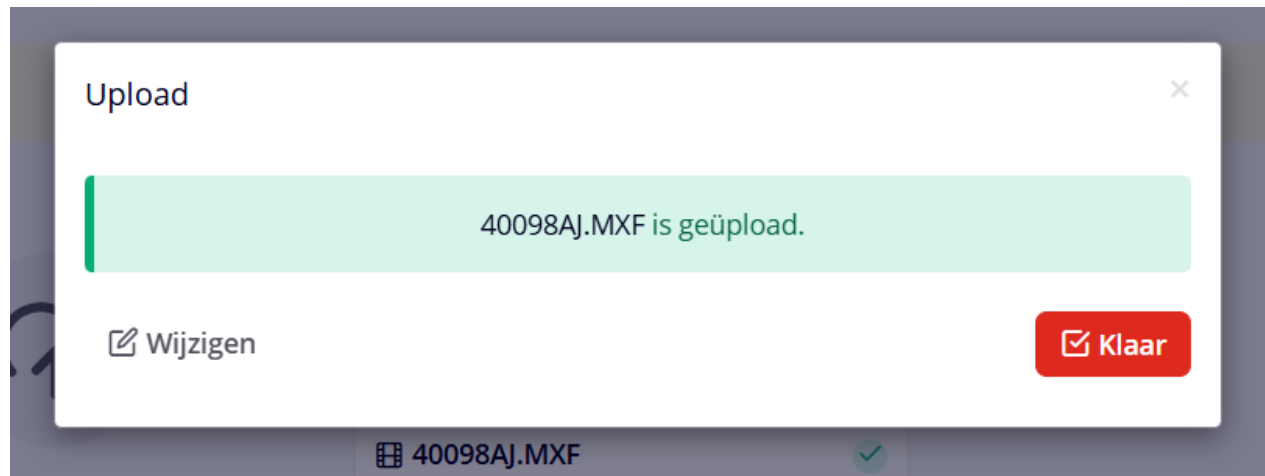 Upload
40098AJ.MXF is geüpload.
Wijzigen
Klaar
40098AJ.MXF